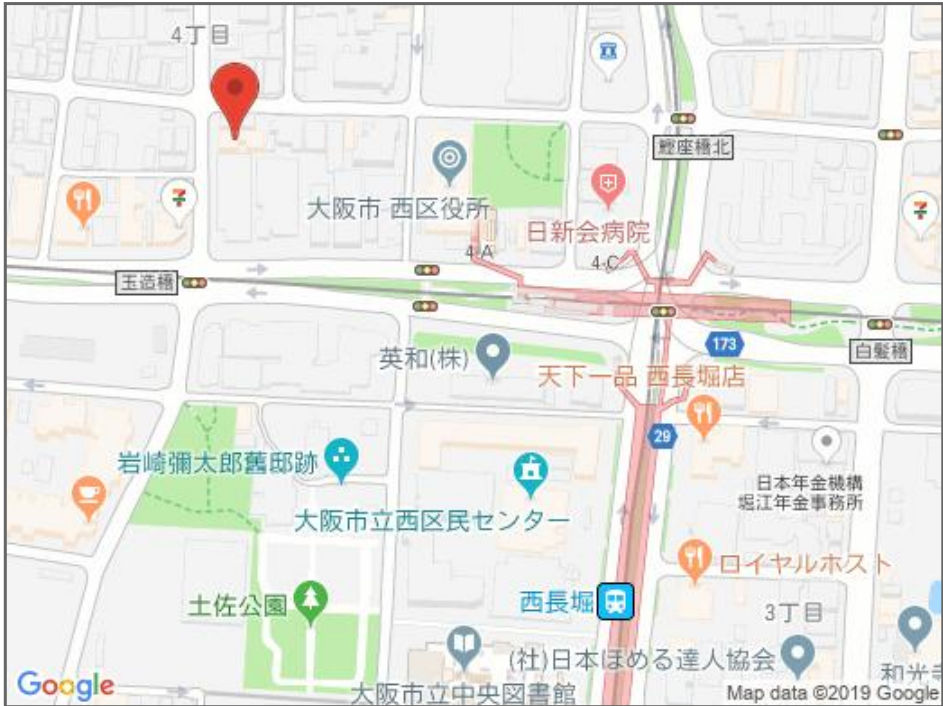 4丁目
鰹座橋北
大阪市 西区役所
日新会病院
4-A
4-C
玉造橋
173
白髪橋
英和(株)
天下一品 西長堀店
29
岩崎彌太郎舊邸跡
日本年金機構
堀江年金事務所
大阪市立西区民センター
ロイヤルホスト
土佐公園
西長堀
3丁目
(社)日本ほめる達人協会
和光寺
大阪市立中央図書館
Google
Map data ©2019 Google